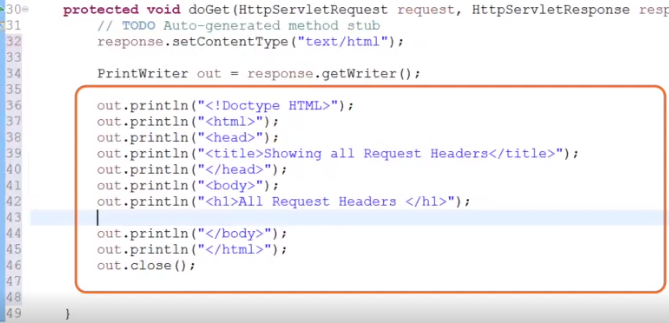 30 protected void doGet(HttpServletRequest request, HttpServletResponse resp
31 // TODO Auto-generated method stub
32 response.setContentType("text/html");
33
34 PrintWriter out = response.getWriter();
35
36 out.println("<!Doctype HTML>");
37 out.println("<html>");
38 out.println("<head>");
39 out.println("<title>Showing all Request Headers</title>");
40 out.println("</head>");
41 out.println("<body>");
42 out.println("<h1>All Request Headers </h1>");
43
44 out.println("</body>");
45 out.println("</html>");
46 out.close();
47
48
49 }